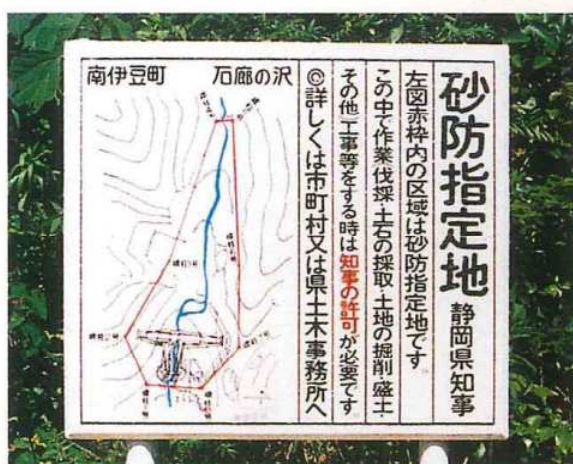 砂防指定地 静岡県知事
左図赤枠内の区域は砂防指定地です
この中で作業(伐採・土石の採取・土地の掘削・盛土・
その他)工事等をする時は知事の許可が必要です
◎詳しくは市町村又は県土木事務所へ
南伊豆町 石廊の沢